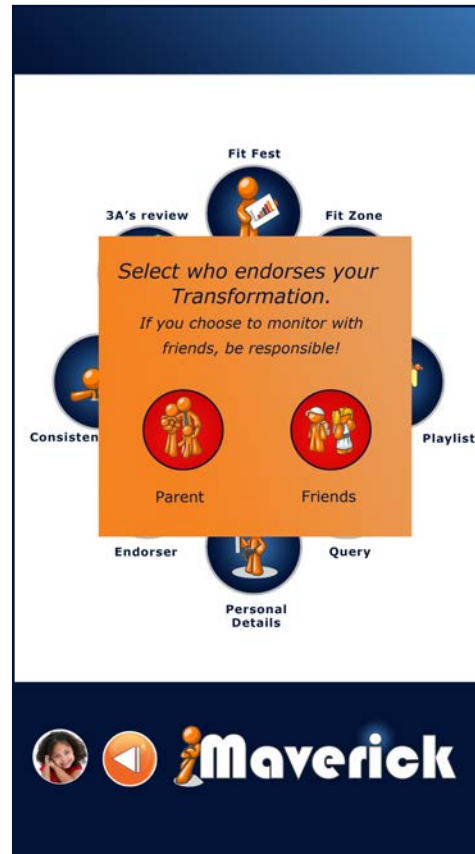 Fit Fest
3A's review
Fit Zone
Select who endorses your
Transformation.
If you choose to monitor with
friends, be responsible!
Playlist
Parent
Friends
Endorser
Query
Personal
Details
iMaverick